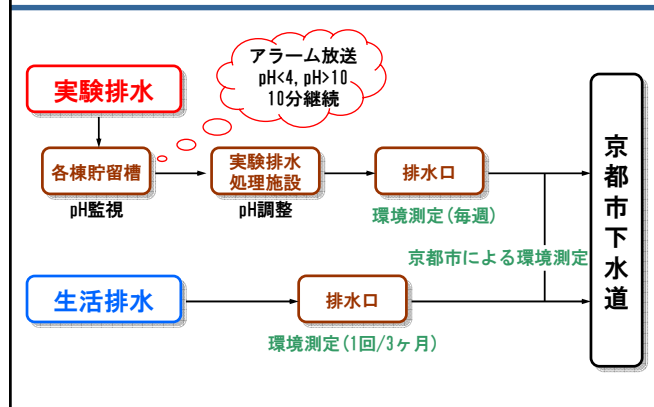 アラーム放送
pH<4, pH>10
10分継続
実験排水
各棟貯留槽
pH監視
実験排水
処理施設
pH調整
排水口
環境測定(毎週)
京都市による環境測定
生活排水
排水口
環境測定(1回/3ヶ月)
京都市下水道